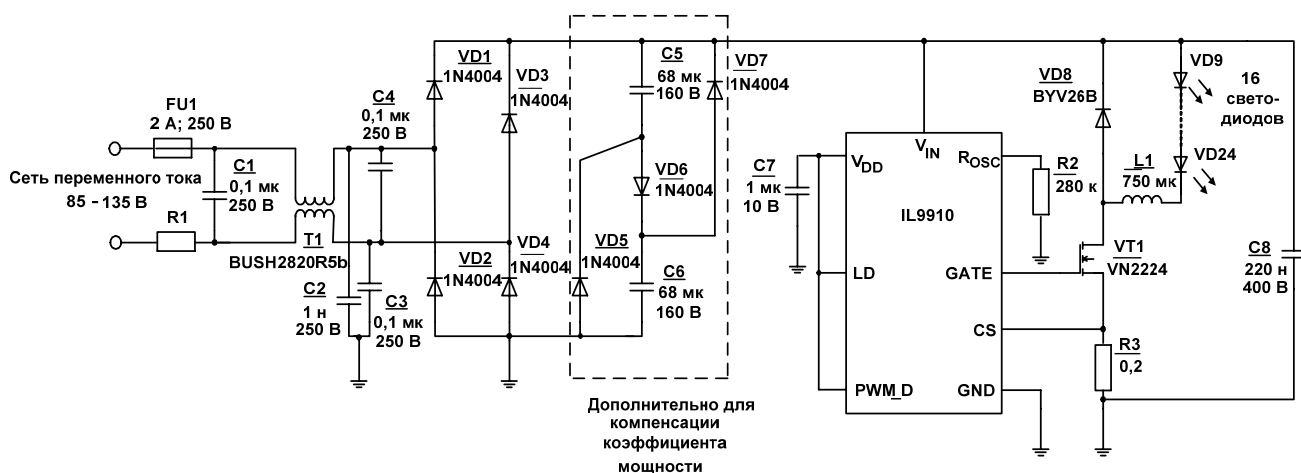 FU1
2 А; 250 В
Сеть переменного тока
85 – 135 В
R1
C1
0,1 мк
250 В
T1
BUSH2820R5b
C2
1 н
250 В
C4
0,1 мк
250 В
C3
0,1 мк
250 В
VD1
1N4004
VD3
1N4004
VD2
1N4004
VD4
1N4004
C5
68 мк
160 В
VD7
1N4004
VD6
1N4004
VD5
1N4004
C6
68 мк
160 В
Дополнительно для
компенсации
коэффициента
мощности
C7
1 мк
10 В
VDD
VIN
ROSC
IL9910
LD
GATE
CS
PWM_D
GND
R2
280 к
VD8
BYV26B
L1
750 мк
VD9
16
свето-
диодов
VD24
VT1
VN2224
R3
0,2
C8
220 н
400 В